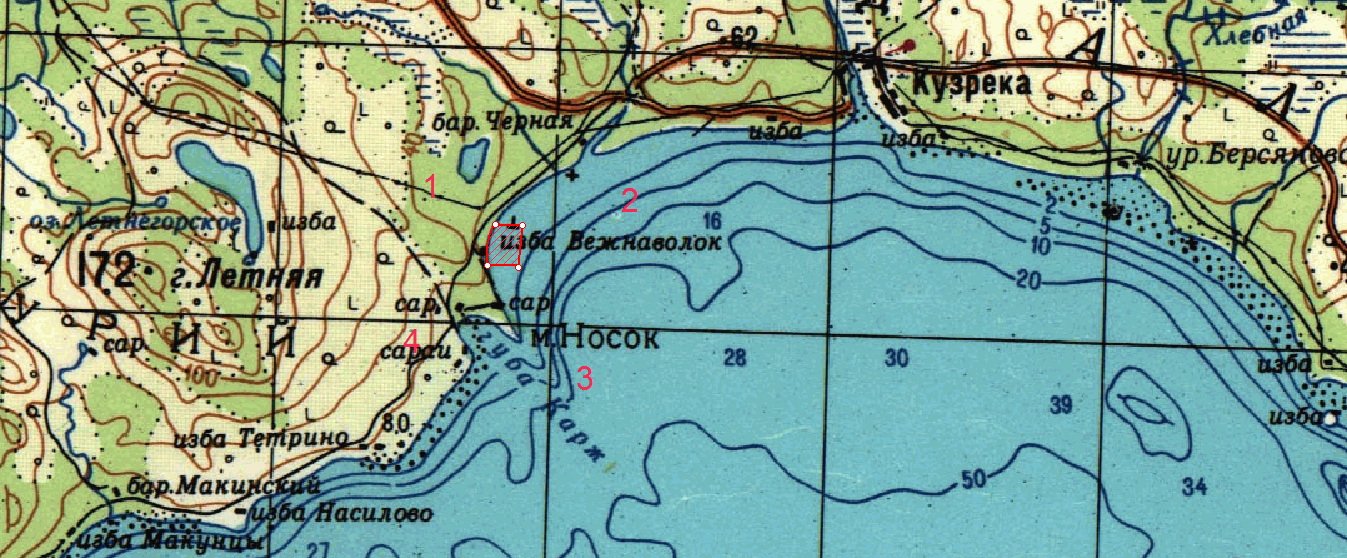 62
Хлебная
А
Кузрека
бар. Черная
изба
изба
А
ур. Берсяново
1
2
2
оз. Летнегорское
изба
16
5
изба Вежнаволок
10
172
г. Летняя
20
сар.
сар.
У Р И Й
сар.
4
м. Носок
сараи
28
30
изба
100
губа Карж
3
39
изба
8,0
изба Тетрино
бар. Макинский
50
34
изба Насилово
изба Макунцы
27